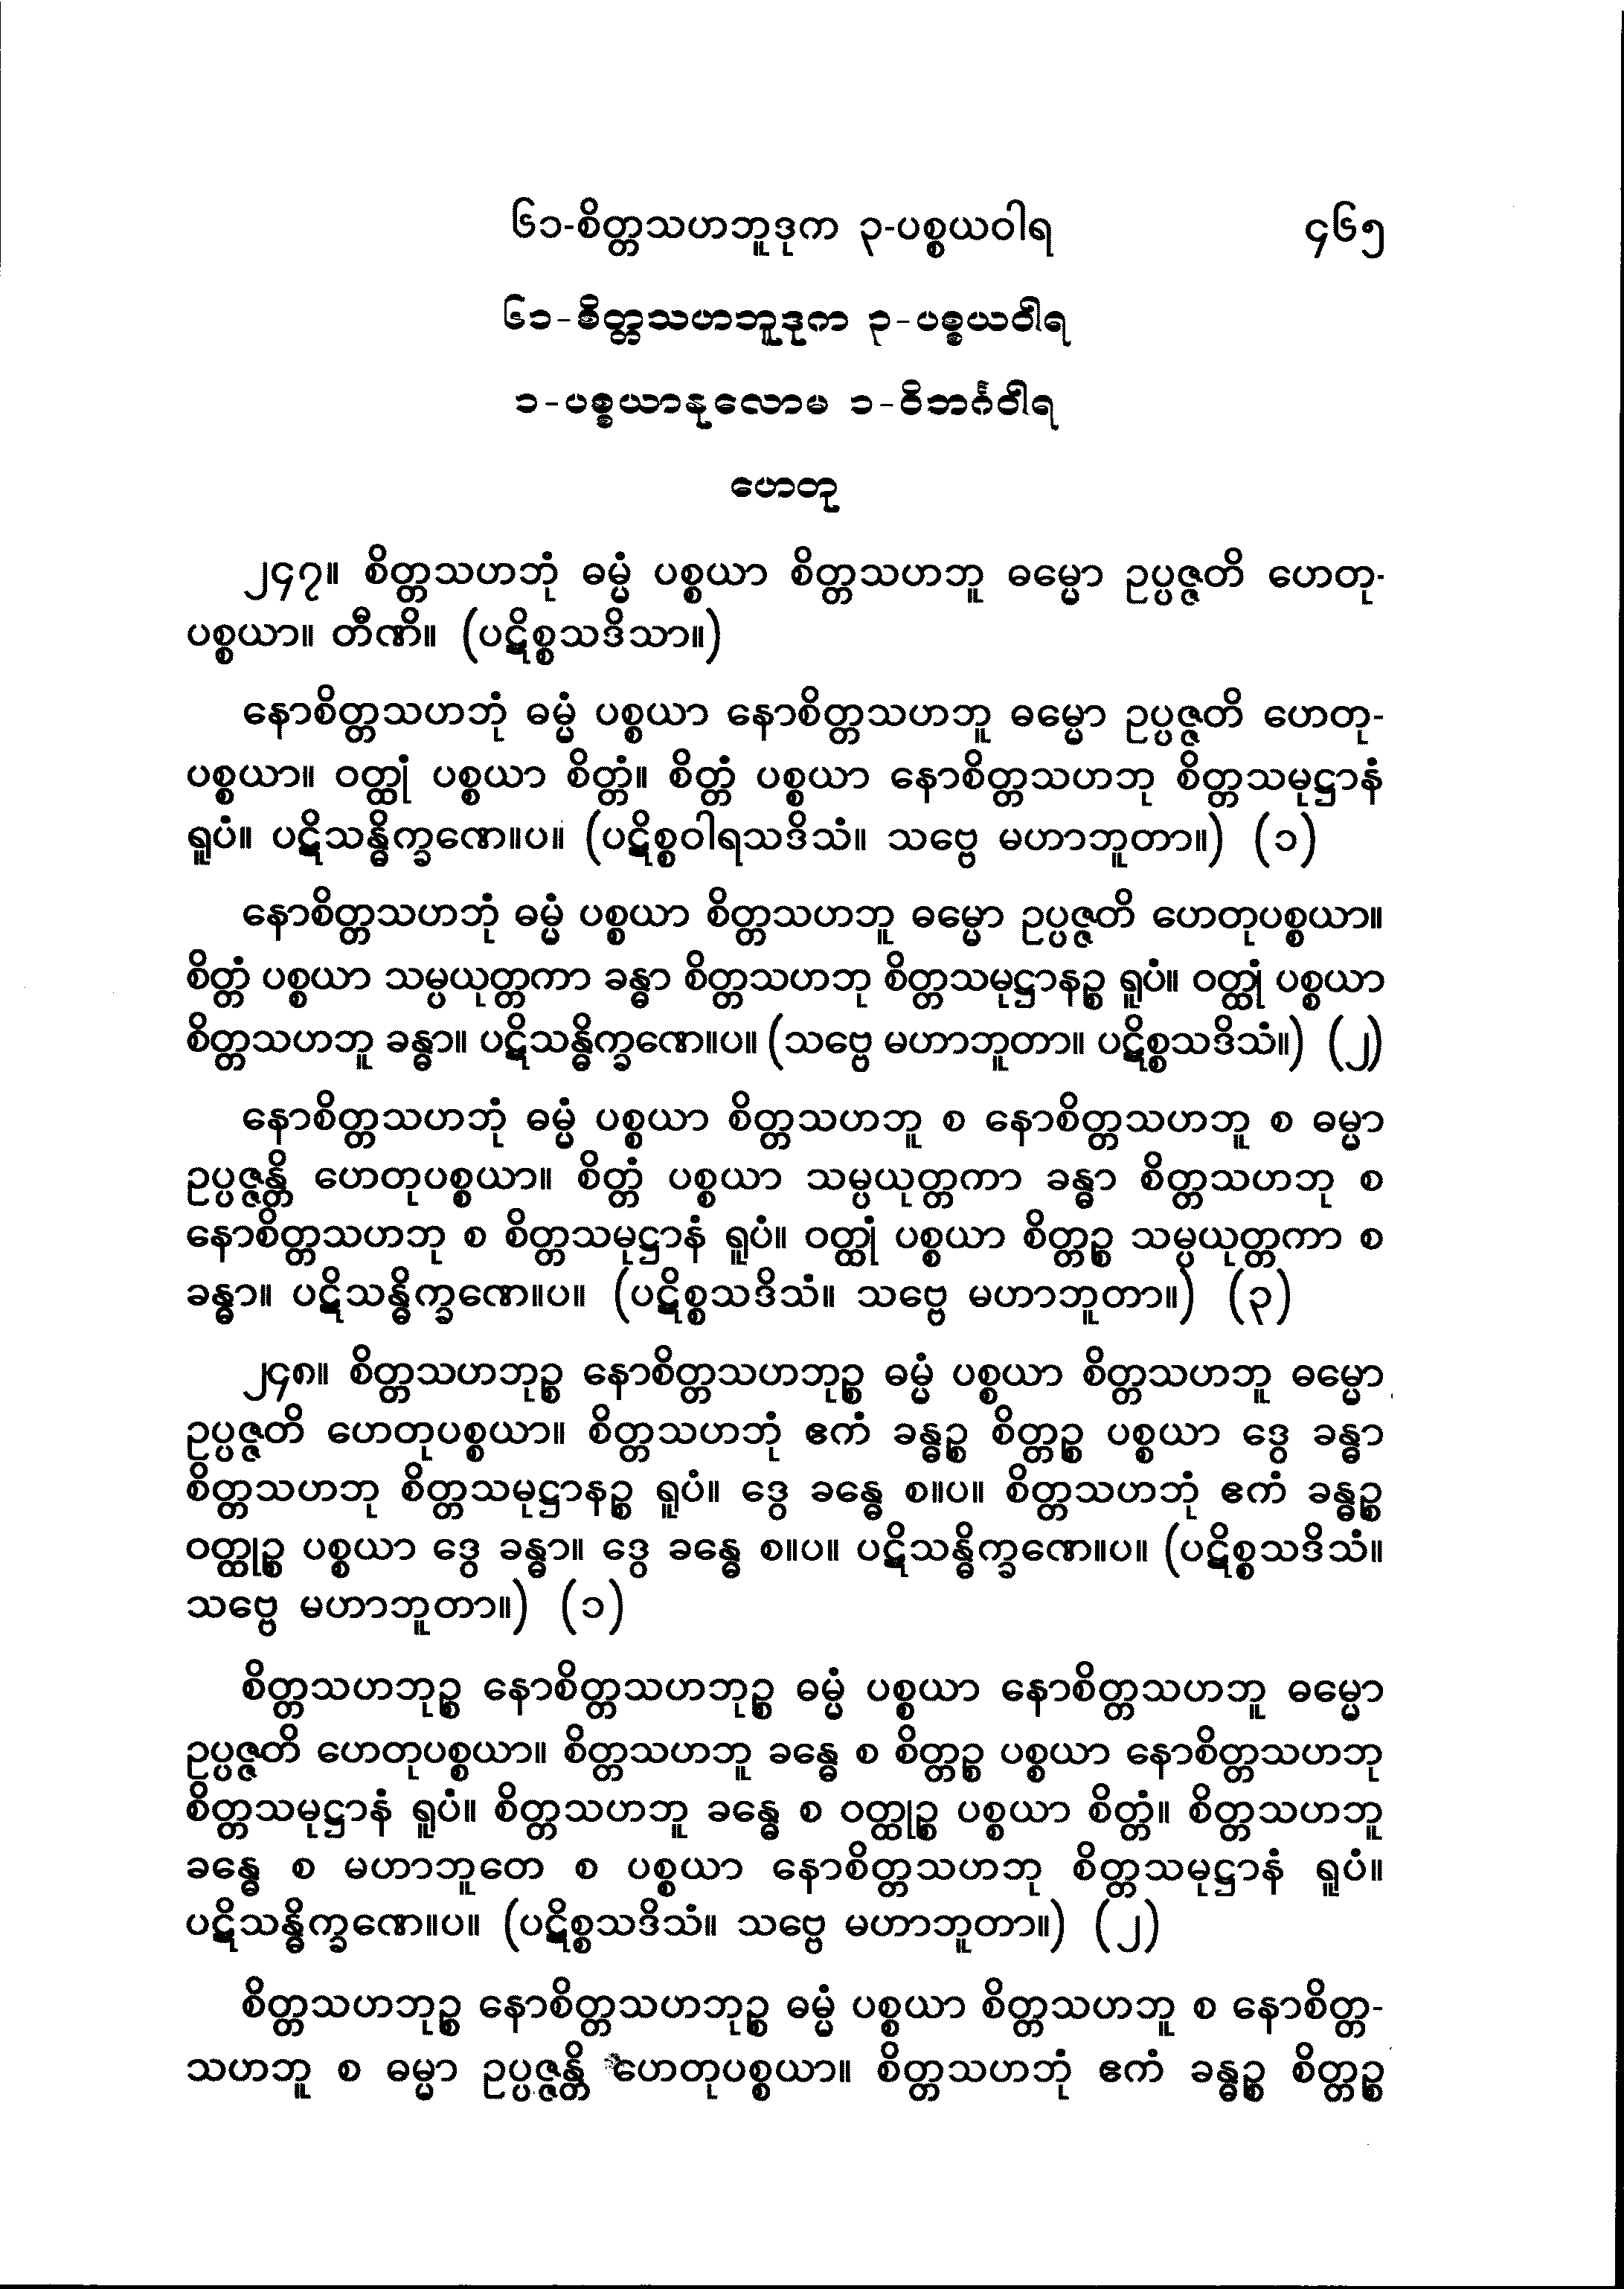 ၆၁-စိတ္တသဟဘူဒုက ၃-ပစ္စယဝါရ ၄၆၅
၆၁-စိတ္တသဟဘူဒုက ၃-ပစ္စယဝါရ
၁-ပစ္စယာနုလောမ ၁-ဝိဘင်္ဂဝါရ
ဟေတု
၂၄၇။ စိတ္တသဟဘုံ ဓမ္မံ ပစ္စယာ စိတ္တသဟဘူ ဓမ္မော ဥပ္ပဇ္ဇတိ ဟေတု-
ပစ္စယာ။ တီဏိ။ (ပဋိစ္စသဒိသာ။)
နောစိတ္တသဟဘုံ ဓမ္မံ ပစ္စယာ နောစိတ္တသဟဘူ ဓမ္မော ဥပ္ပဇ္ဇတိ ဟေတု-
ပစ္စယာ။ ဝတ္ထုံ ပစ္စယာ စိတ္တံ။ စိတ္တံ ပစ္စယာ နောစိတ္တသဟဘု စိတ္တသမုဋ္ဌာနံ
ရူပံ။ ပဋိသန္ဓိက္ခဏေ။ပ။ (ပဋိစ္စဝါရသဒိသံ။ သဗ္ဗေ မဟာဘူတာ။) (၁)
နောစိတ္တသဟဘုံ ဓမ္မံ ပစ္စယာ စိတ္တသဟဘူ ဓမ္မော ဥပ္ပဇ္ဇတိ ဟေတုပစ္စယာ။
စိတ္တံ ပစ္စယာ သမ္ပယုတ္တကာ ခန္ဓာ စိတ္တသဟဘု စိတ္တသမုဋ္ဌာနဉ္စ ရူပံ။ ဝတ္ထုံ ပစ္စယာ
စိတ္တသဟဘူ ခန္ဓာ။ ပဋိသန္ဓိက္ခဏေ။ပ။ (သဗ္ဗေ မဟာဘူတာ။ ပဋိစ္စသဒိသံ။) (၂)
နောစိတ္တသဟဘုံ ဓမ္မံ ပစ္စယာ စိတ္တသဟဘူ စ နောစိတ္တသဟဘူ စ ဓမ္မာ
ဥပ္ပဇ္ဇန္တိ ဟေတုပစ္စယာ။ စိတ္တံ ပစ္စယာ သမ္ပယုတ္တကာ ခန္ဓာ စိတ္တသဟဘု စ
နောစိတ္တသဟဘု စ စိတ္တသမုဋ္ဌာနံ ရူပံ။ ဝတ္ထုံ ပစ္စယာ စိတ္တဉ္စ သမ္ပယုတ္တကာ စ
ခန္ဓာ။ ပဋိသန္ဓိက္ခဏေ။ပ။ (ပဋိစ္စသဒိသံ။ သဗ္ဗေ မဟာဘူတာ။) (၃)
၂၄၈။ စိတ္တသဟဘုဉ္စ နောစိတ္တသဟဘုဉ္စ ဓမ္မံ ပစ္စယာ စိတ္တသဟဘူ ဓမ္မော
ဥပ္ပဇ္ဇတိ ဟေတုပစ္စယာ။ စိတ္တသဟဘုံ ဧကံ ခန္ဓဉ္စ စိတ္တဉ္စ ပစ္စယာ ဒွေ ခန္ဓာ
စိတ္တသဟဘု စိတ္တသမုဋ္ဌာနဉ္စ ရူပံ။ ဒွေ ခန္ဓေ စ။ပ။ စိတ္တသဟဘုံ ဧကံ ခန္ဓဉ္စ
ဝတ္ထုဉ္စ ပစ္စယာ ဒွေ ခန္ဓာ။ ဒွေ ခန္ဓေ စ။ပ။ ပဋိသန္ဓိက္ခဏေ။ပ။ (ပဋိစ္စသဒိသံ။
သဗ္ဗေ မဟာဘူတာ။) (၁)
စိတ္တသဟဘုဉ္စ နောစိတ္တသဟဘုဉ္စ ဓမ္မံ ပစ္စယာ နောစိတ္တသဟဘူ ဓမ္မော
ဥပ္ပဇ္ဇတိ ဟေတုပစ္စယာ။ စိတ္တသဟဘူ ခန္ဓေ စ စိတ္တဉ္စ ပစ္စယာ နောစိတ္တသဟဘု
စိတ္တသမုဋ္ဌာနံ ရူပံ။ စိတ္တသဟဘူ ခန္ဓေ စ ဝတ္ထုဉ္စ ပစ္စယာ စိတ္တံ။ စိတ္တသဟဘူ
ခန္ဓေ စ မဟာဘူတေ စ ပစ္စယာ နောစိတ္တသဟဘု စိတ္တသမုဋ္ဌာနံ ရူပံ။
ပဋိသန္ဓိက္ခဏေ။ပ။ (ပဋိစ္စသဒိသံ။ သဗ္ဗေ မဟာဘူတာ။) (၂)
စိတ္တသဟဘုဉ္စ နောစိတ္တသဟဘုဉ္စ ဓမ္မံ ပစ္စယာ စိတ္တသဟဘူ စ နောစိတ္တ-
သဟဘူ စ ဓမ္မာ ဥပ္ပဇ္ဇန္တိ ဟေတုပစ္စယာ။ စိတ္တသဟဘုံ ဧကံ ခန္ဓဉ္စ စိတ္တဉ္စ